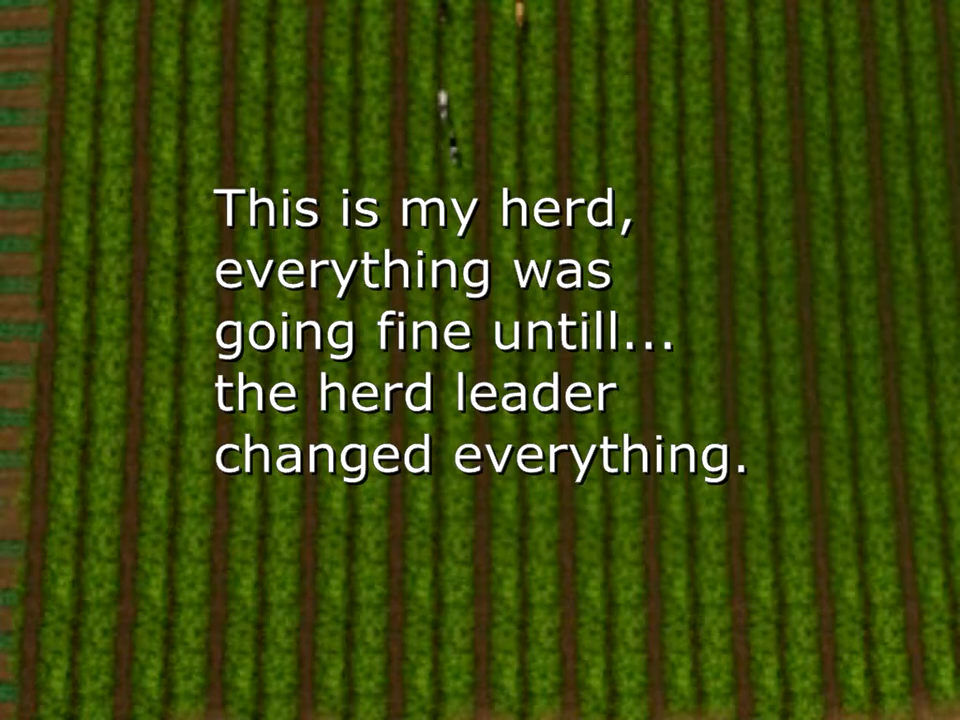 This is my herd,
everything was
going fine untill...
the herd leader
changed everything.